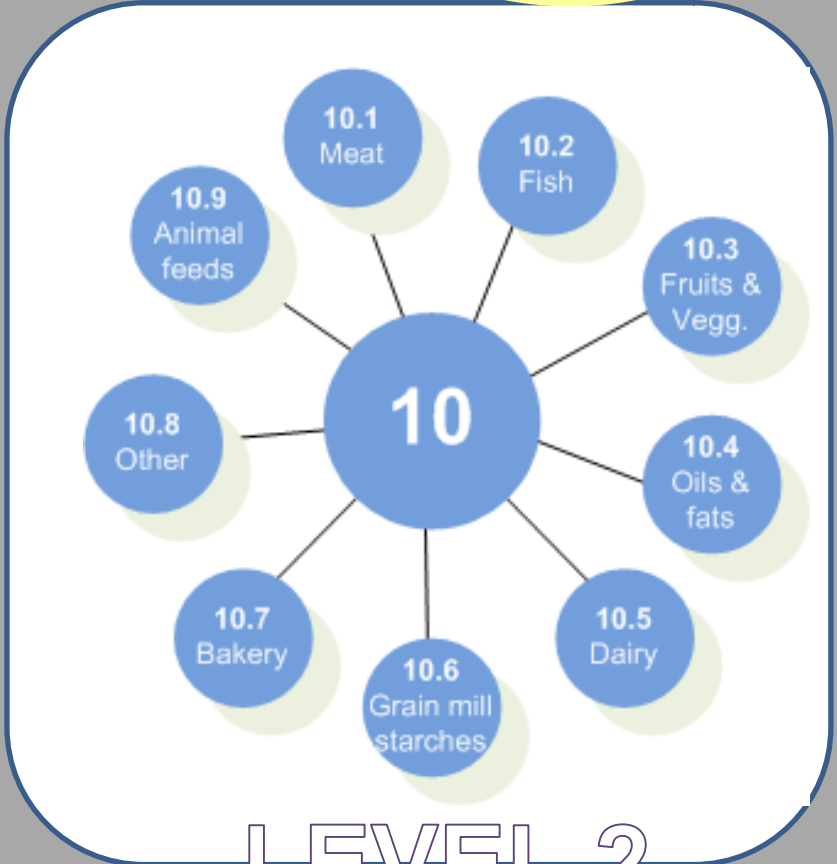 10.1
Meat
10.2
Fish
10.3
Fruits &
Vegg.
10.4
Oils &
fats
10.5
Dairy
10.6
Grain mill
starches
10.7
Bakery
10.8
Other
10.9
Animal
feeds
10
LEVEL 2